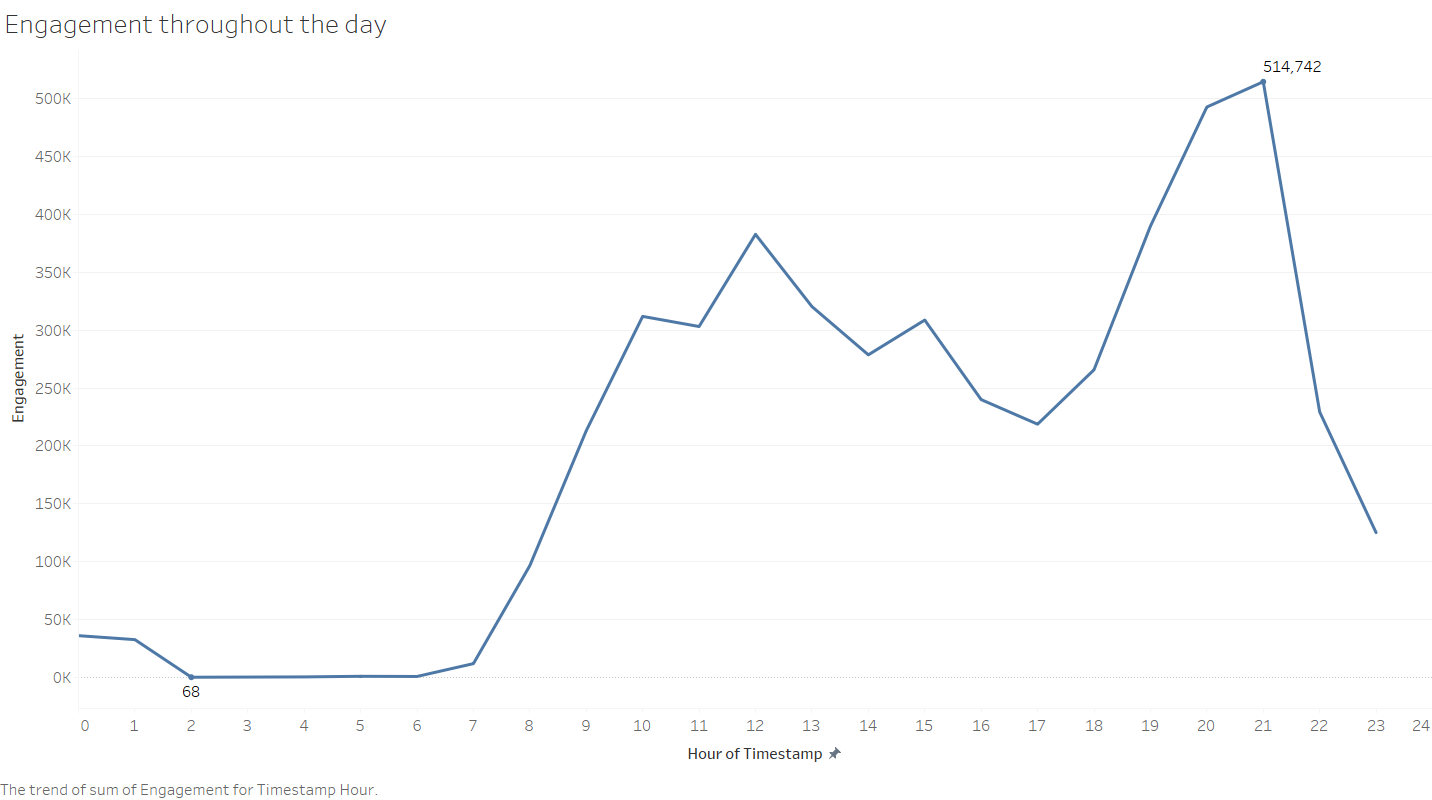 Engagement throughout the day
514,742
500K
450K
400K
350K
300K
250K
200K
150K
100K
50K
0K
Engagement
68
0 1 2 3 4 5 6 7 8 9 10 11 12 13 14 15 16 17 18 19 20 21 22 23 24
Hour of Timestamp
The trend of sum of Engagement for Timestamp Hour.